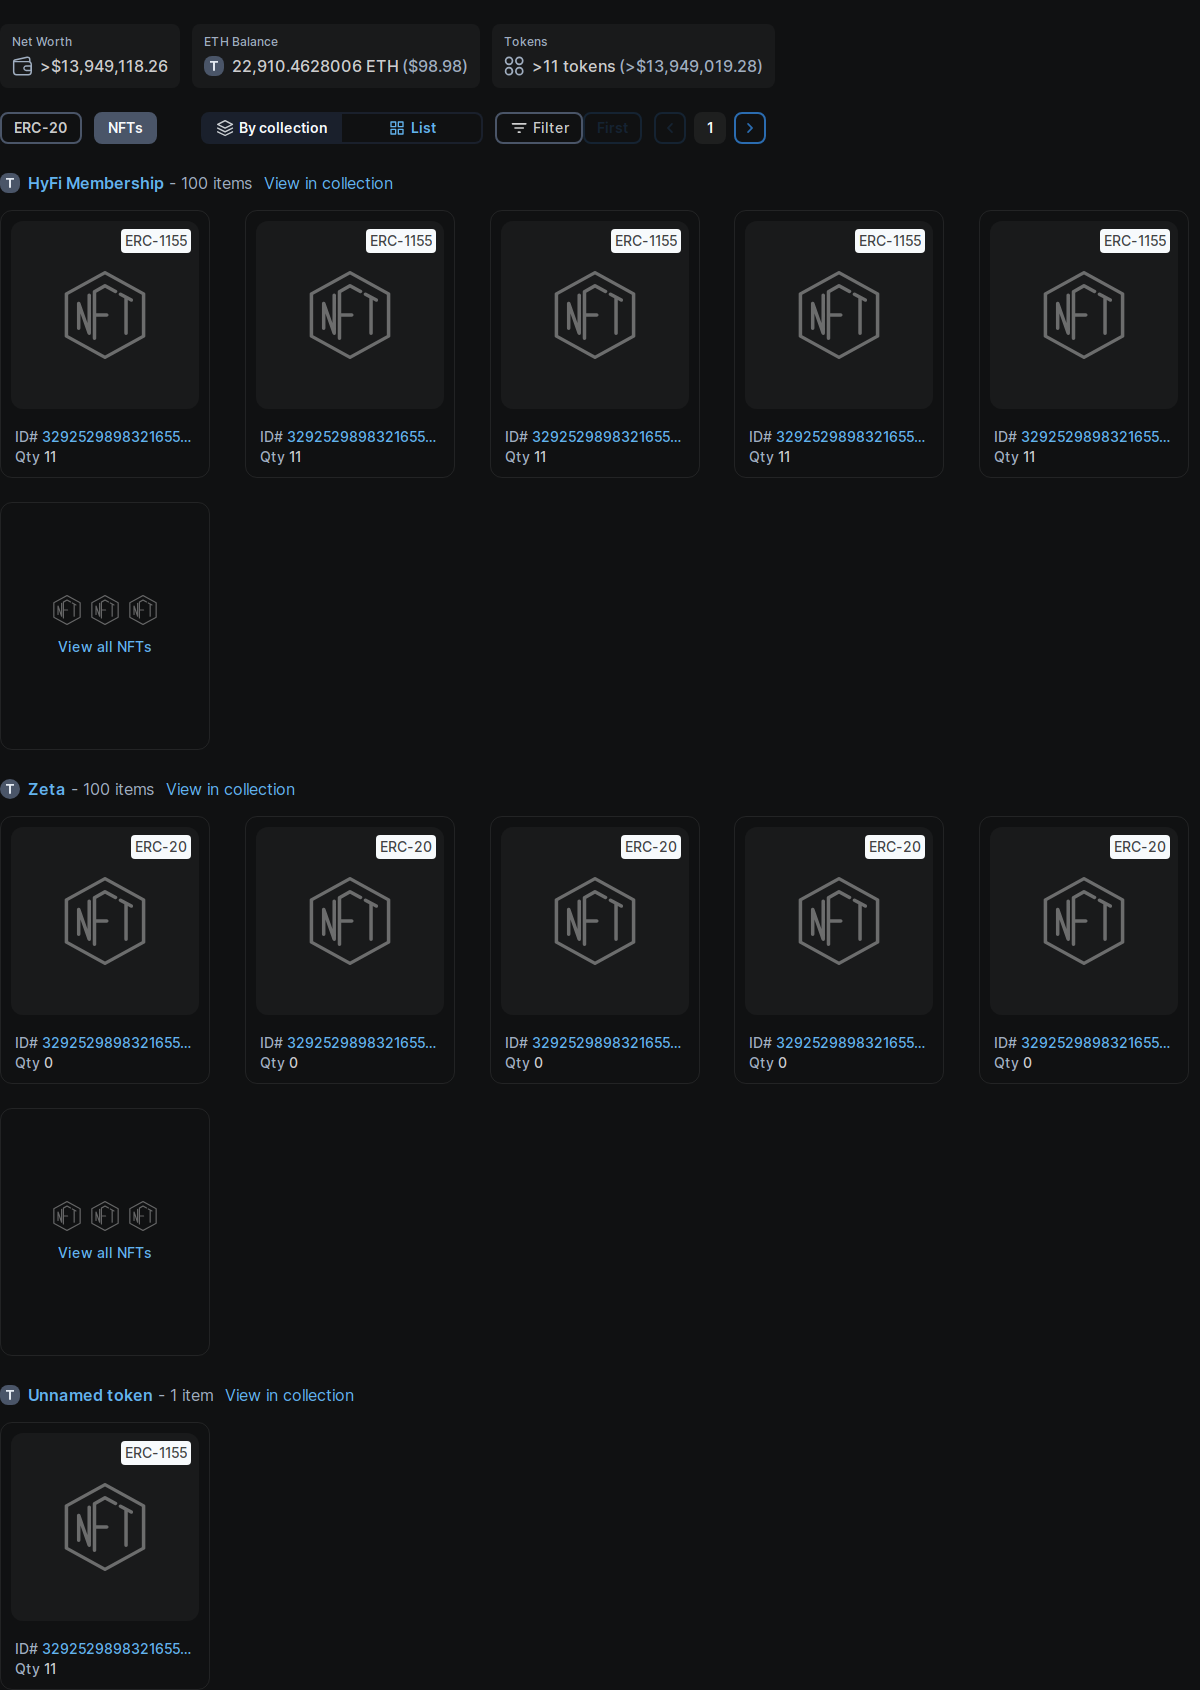 Net Worth
>$13,949,118.26
ETH Balance
T 22,910.4628006 ETH ($98.98)
Tokens
>11 tokens (>$13,949,019.28)
ERC-20 NFTs By collection List Filter First 1
T HyFi Membership - 100 items View in collection
ERC-1155 ERC-1155 ERC-1155 ERC-1155 ERC-1155
NFT NFT NFT NFT NFT
ID# 3292529898321655... ID# 3292529898321655... ID# 3292529898321655... ID# 3292529898321655... ID# 3292529898321655...
Qty 11 Qty 11 Qty 11 Qty 11 Qty 11
NFT NFT NFT
View all NFTs
T Zeta - 100 items View in collection
ERC-20 ERC-20 ERC-20 ERC-20 ERC-20
NFT NFT NFT NFT NFT
ID# 3292529898321655... ID# 3292529898321655... ID# 3292529898321655... ID# 3292529898321655... ID# 3292529898321655...
Qty 0 Qty 0 Qty 0 Qty 0 Qty 0
NFT NFT NFT
View all NFTs
T Unnamed token - 1 item View in collection
ERC-1155
NFT
ID# 3292529898321655...
Qty 11